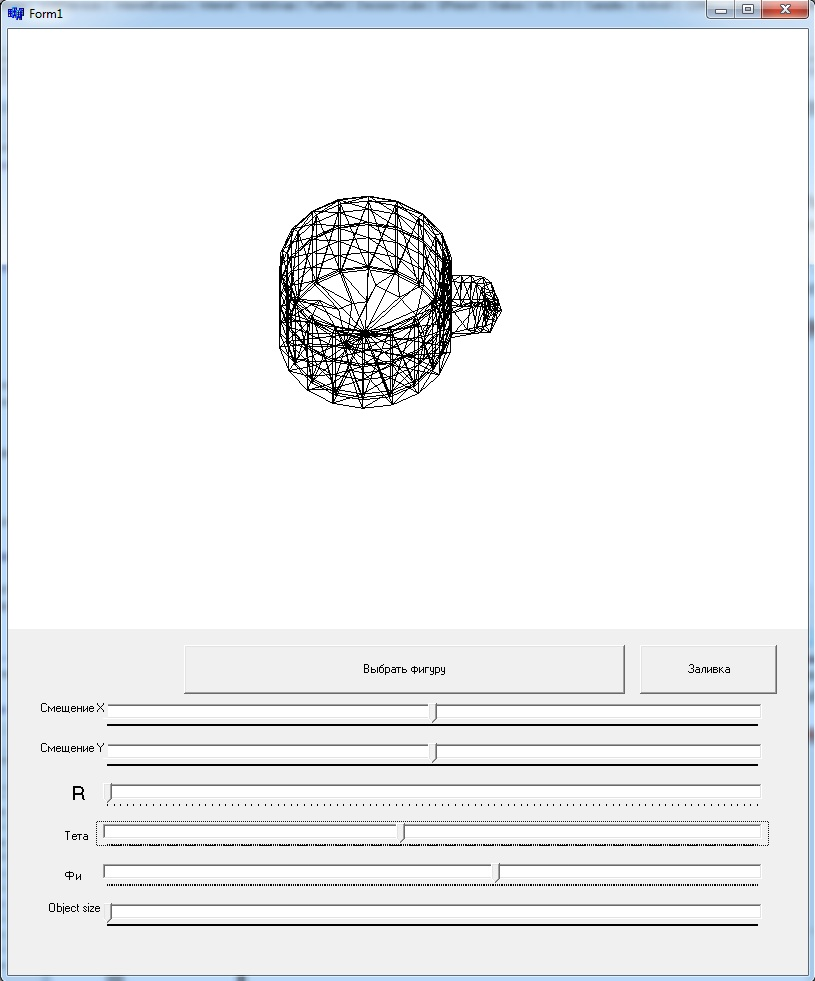 Form1
Выбрать фигуру
Заливка
Смещение X
Смещение Y
R
Тета
Фи
Object size